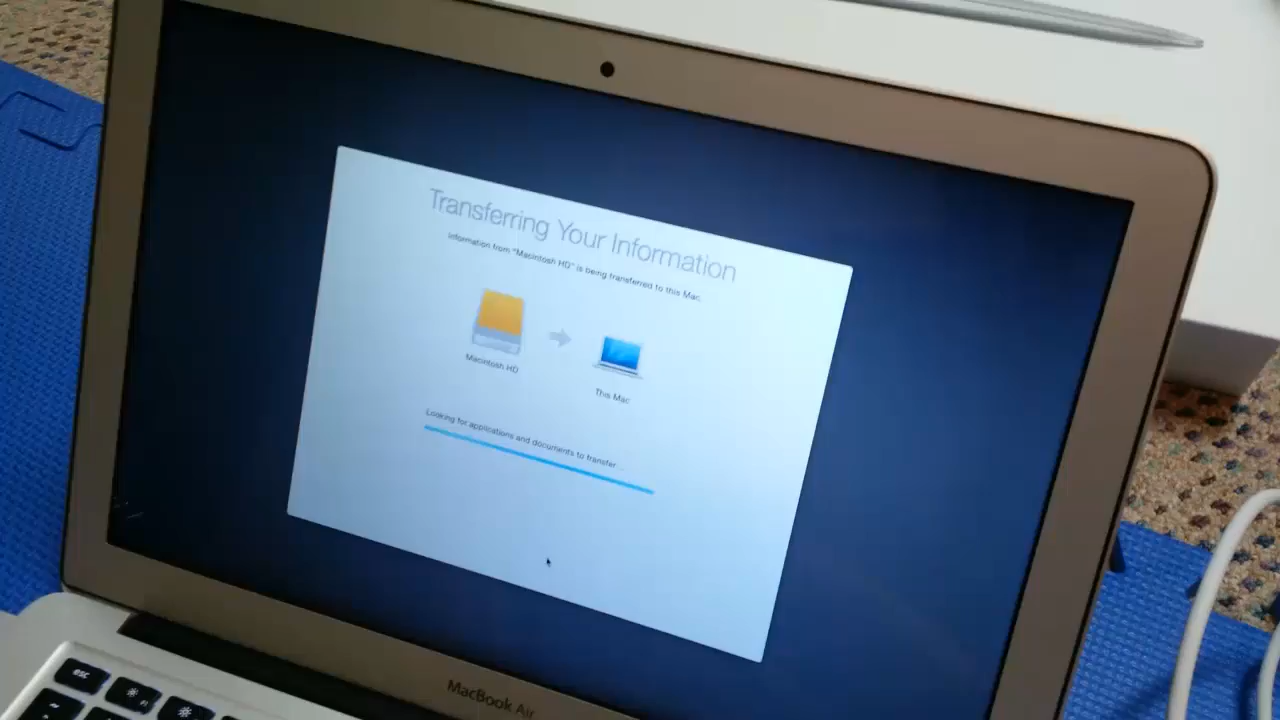 Transferring Your Information
Information from "Macintosh HD" is being transferred to this Mac.
Macintosh HD
This Mac
Looking for applications and documents to transfer...
MacBook Air
esc